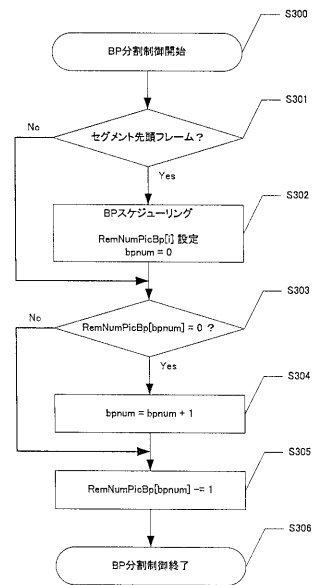 S300
BP分割制御開始
S301
セグメント先頭フレーム？
No
Yes
S302
BPスケジューリング
RemNumPicBp[i] 設定
bpnum = 0
S303
RemNumPicBp[bpnum] = 0 ？
No
Yes
S304
bpnum = bpnum + 1
S305
RemNumPicBp[bpnum] -= 1
S306
BP分割制御終了